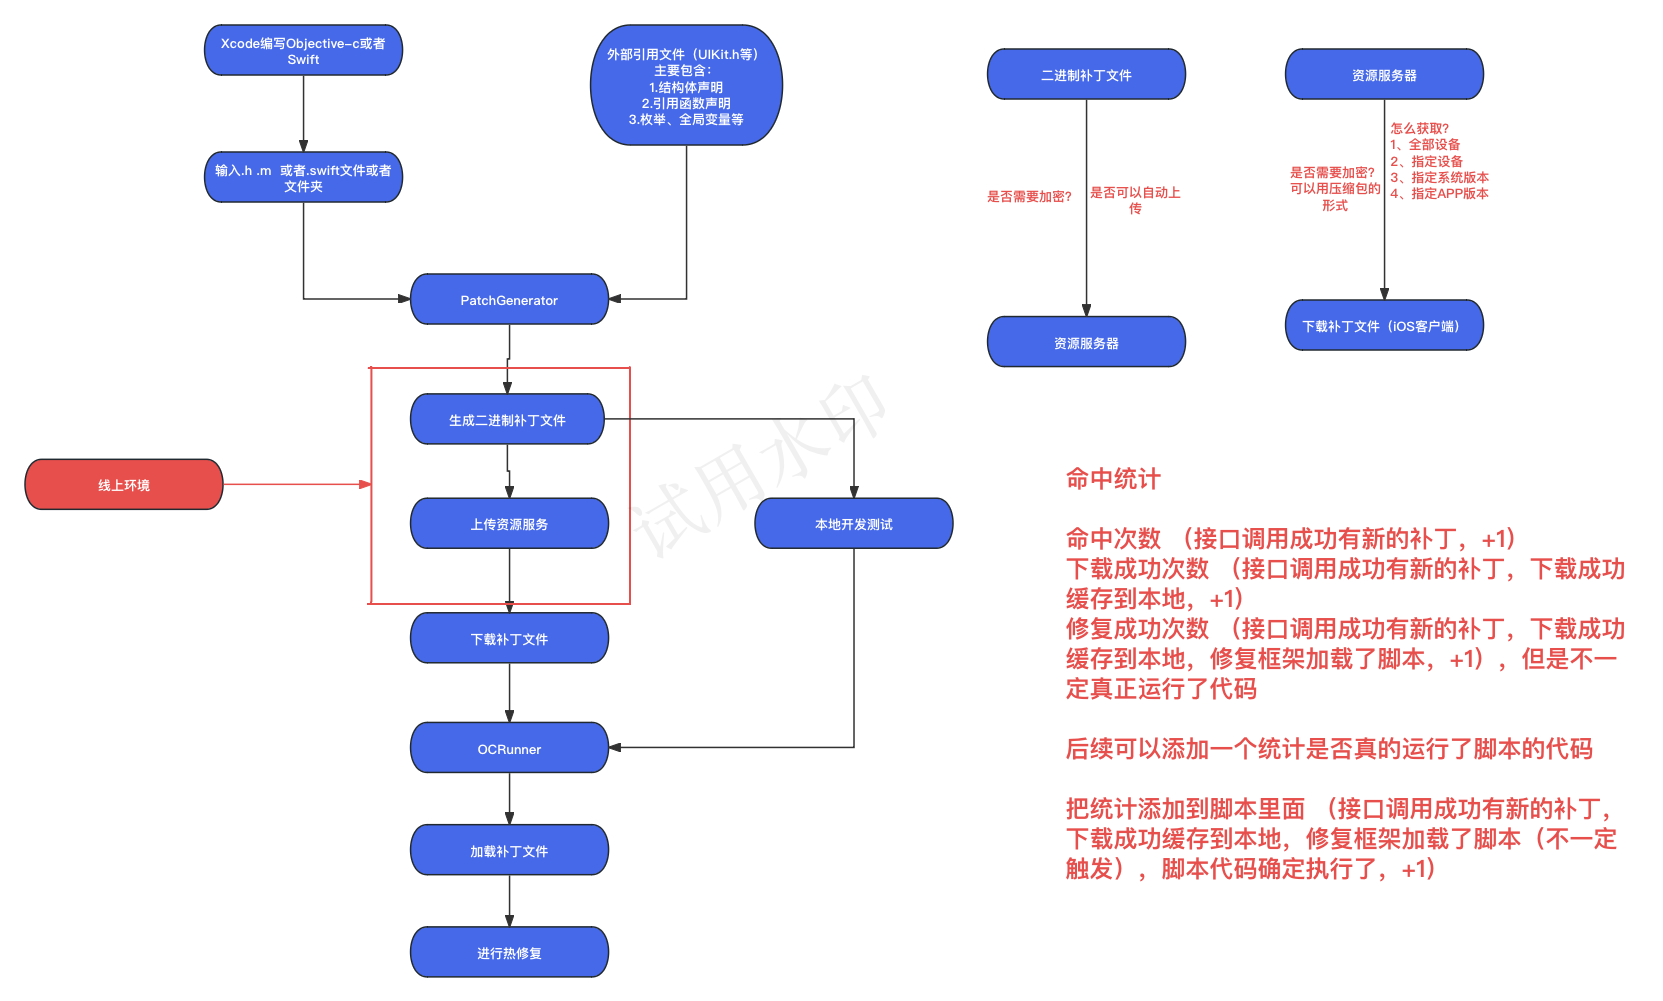 Xcode编写Objective-c或者
Swift
输入.h .m  或者.swift文件或者
文件夹
外部引用文件（UIKit.h等）
主要包含：
1.结构体声明
2.引用函数声明
3.枚举、全局变量等
PatchGenerator
生成二进制补丁文件
线上环境
上传资源服务
本地开发测试
下载补丁文件
OCRunner
加载补丁文件
进行热修复
试用水印
二进制补丁文件
是否需要加密？
是否可以自动上
传
资源服务器
资源服务器
怎么获取？
1、全部设备
2、指定设备
3、指定系统版本
4、指定APP版本
是否需要加密？
可以用压缩包的
形式
下载补丁文件（iOS客户端）
命中统计
命中次数 （接口调用成功有新的补丁，+1）
下载成功次数 （接口调用成功有新的补丁，下载成功
缓存到本地，+1）
修复成功次数 （接口调用成功有新的补丁，下载成功
缓存到本地，修复框架加载了脚本，+1），但是不一
定真正运行了代码
后续可以添加一个统计是否真的运行了脚本的代码
把统计添加到脚本里面 （接口调用成功有新的补丁，
下载成功缓存到本地，修复框架加载了脚本（不一定
触发），脚本代码确定执行了，+1）